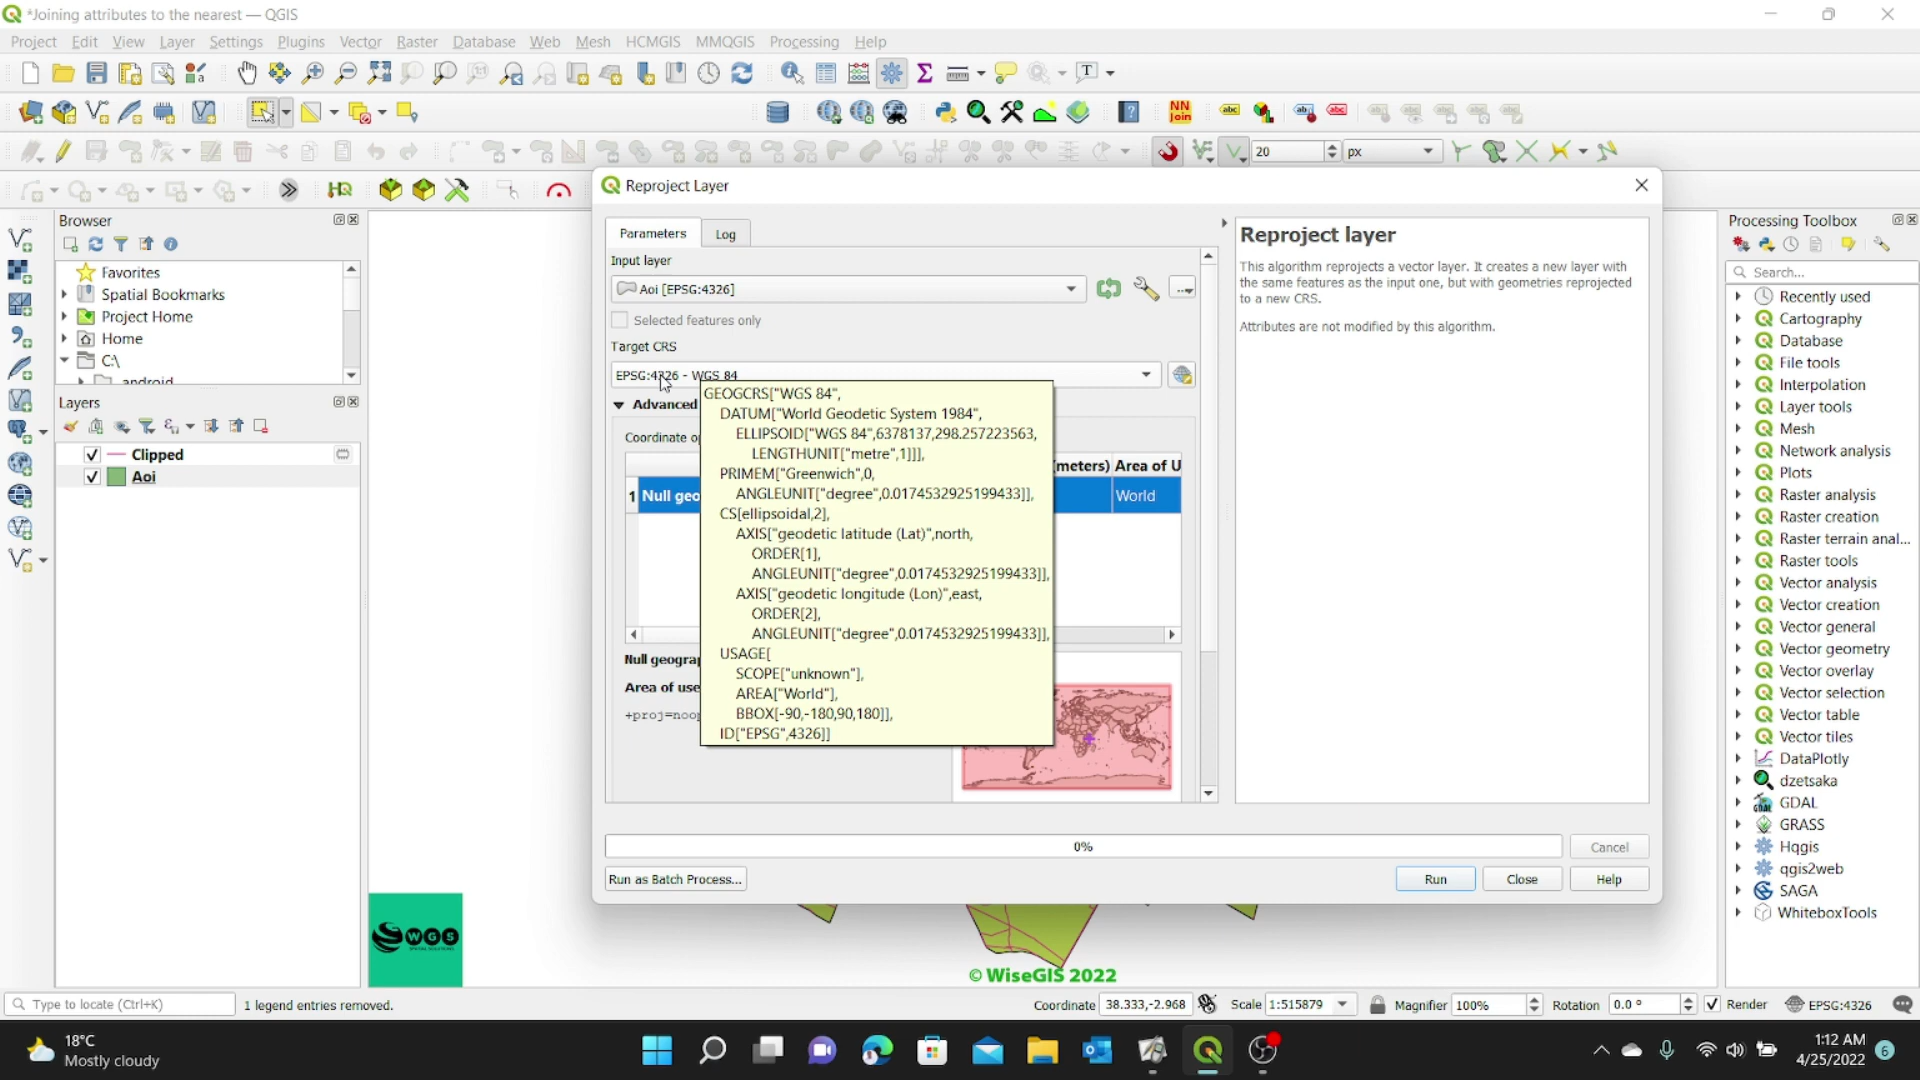 *Joining attributes to the nearest — QGIS
Project Edit View Layer Settings Plugins Vector Raster Database Web Mesh HCMGIS MMQGIS Processing Help
NN Join
abc
abc
abc
20 px
HQ
Browser
Favorites
Spatial Bookmarks
Project Home
Home
C:\
android
Layers
Clipped
Aoi
Reproject Layer
Parameters Log
Input layer
Aoi [EPSG:4326]
Selected features only
Target CRS
EPSG:4326 - WGS 84
Advanced
Coordinate op
(meters) Area of U
1 Null geo World
Null geogra
Area of use
+proj=noop
GEOGCRS["WGS 84",
DATUM["World Geodetic System 1984",
ELLIPSOID["WGS 84",6378137,298.257223563,
LENGTHUNIT["metre",1]]],
PRIMEM["Greenwich",0,
ANGLEUNIT["degree",0.0174532925199433]],
CS[ellipsoidal,2],
AXIS["geodetic latitude (Lat)",north,
ORDER[1],
ANGLEUNIT["degree",0.0174532925199433]],
AXIS["geodetic longitude (Lon)",east,
ORDER[2],
ANGLEUNIT["degree",0.0174532925199433]],
USAGE[
SCOPE["unknown"],
AREA["World"],
BBOX[-90,-180,90,180]],
ID["EPSG",4326]]
0%
Cancel
Run as Batch Process...
Run Close Help
Reproject layer
This algorithm reprojects a vector layer. It creates a new layer with
the same features as the input one, but with geometries reprojected
to a new CRS.
Attributes are not modified by this algorithm.
Processing Toolbox
Search...
Recently used
Cartography
Database
File tools
Interpolation
Layer tools
Mesh
Network analysis
Plots
Raster analysis
Raster creation
Raster terrain anal...
Raster tools
Vector analysis
Vector creation
Vector general
Vector geometry
Vector overlay
Vector selection
Vector table
Vector tiles
DataPlotly
dzetsaka
GDAL
GRASS
Hqgis
qgis2web
SAGA
WhiteboxTools
WGS
© WiseGIS 2022
Type to locate (Ctrl+K) 1 legend entries removed. Coordinate 38.333,-2.968 Scale 1:515879 Magnifier 100% Rotation 0.0 ° Render EPSG:4326
18°C
Mostly cloudy
1:12 AM
4/25/2022 6